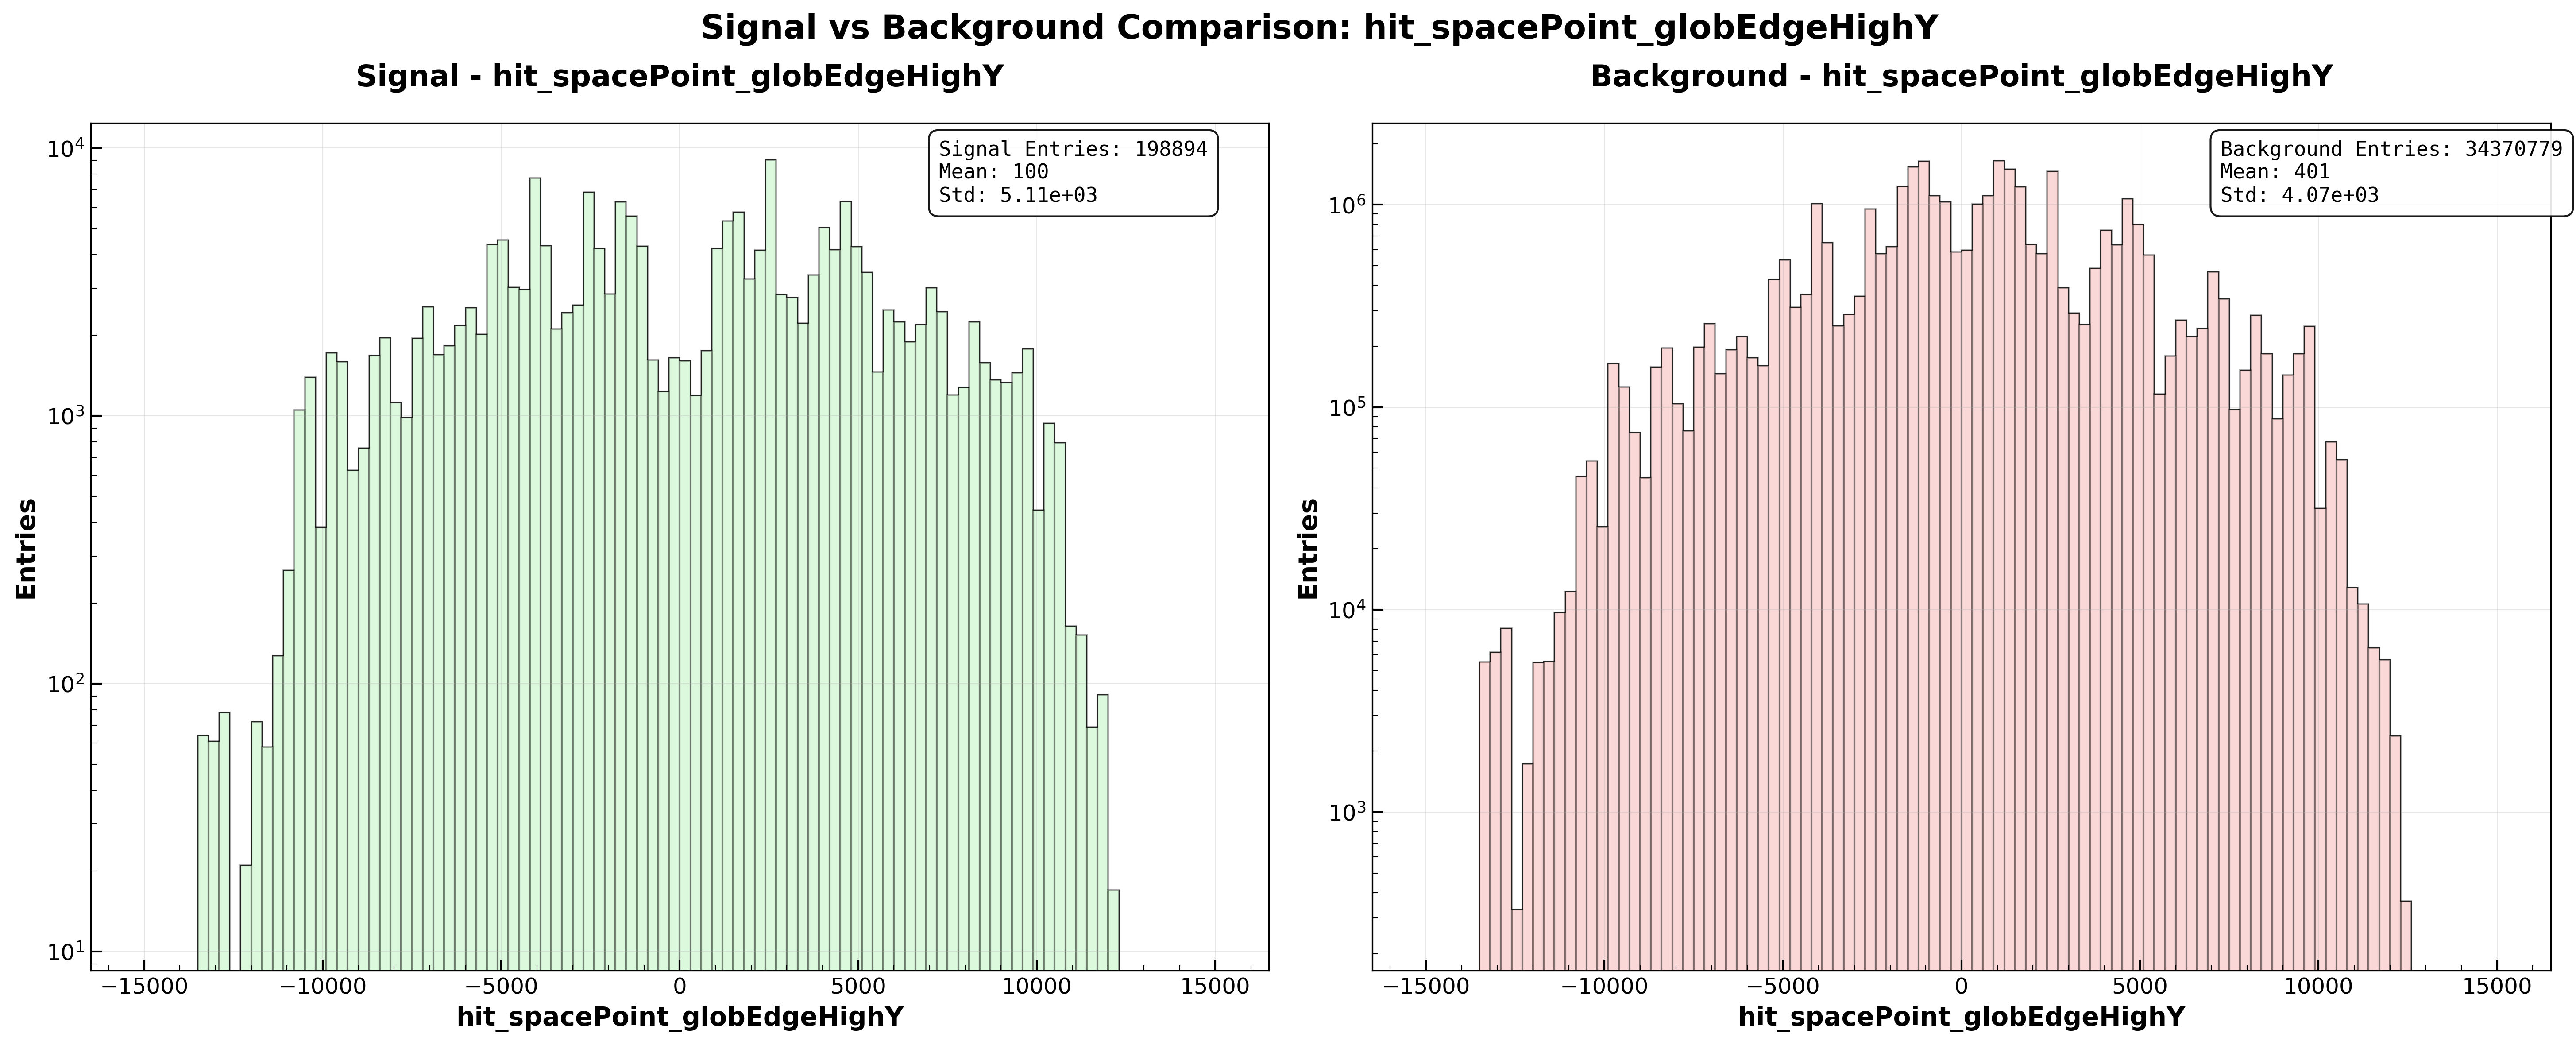 Signal vs Background Comparison: hit_spacePoint_globEdgeHighY
Signal - hit_spacePoint_globEdgeHighY
Signal Entries: 198894
Mean: 100
Std: 5.11e+03
Entries
10^4
10^3
10^2
10^1
−15000 −10000 −5000 0 5000 10000 15000
hit_spacePoint_globEdgeHighY
Background - hit_spacePoint_globEdgeHighY
Background Entries: 34370779
Mean: 401
Std: 4.07e+03
Entries
10^6
10^5
10^4
10^3
−15000 −10000 −5000 0 5000 10000 15000
hit_spacePoint_globEdgeHighY